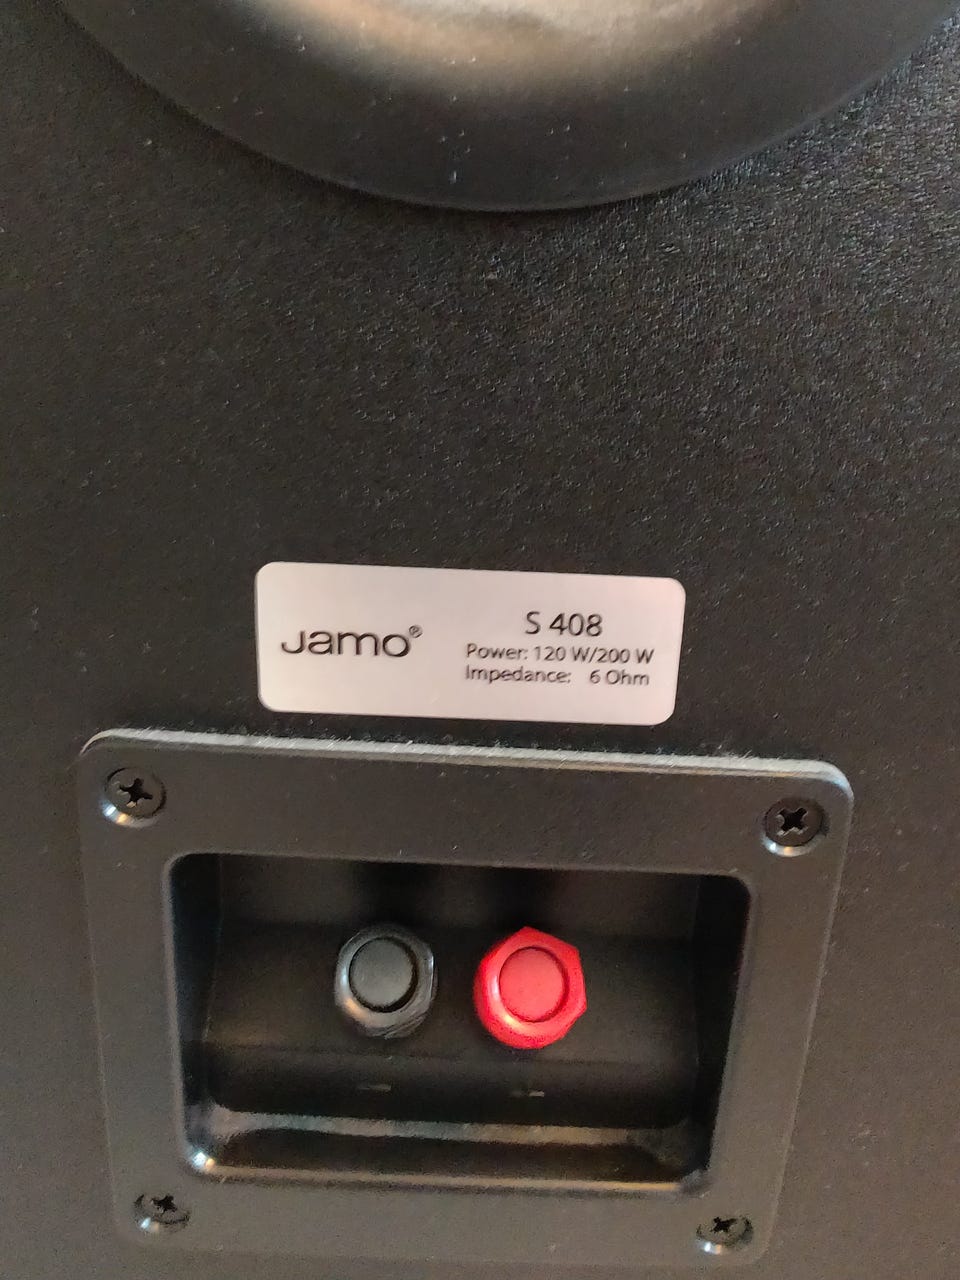 Jamo®
S 408
Power: 120 W/200 W
Impedance: 6 Ohm
- +